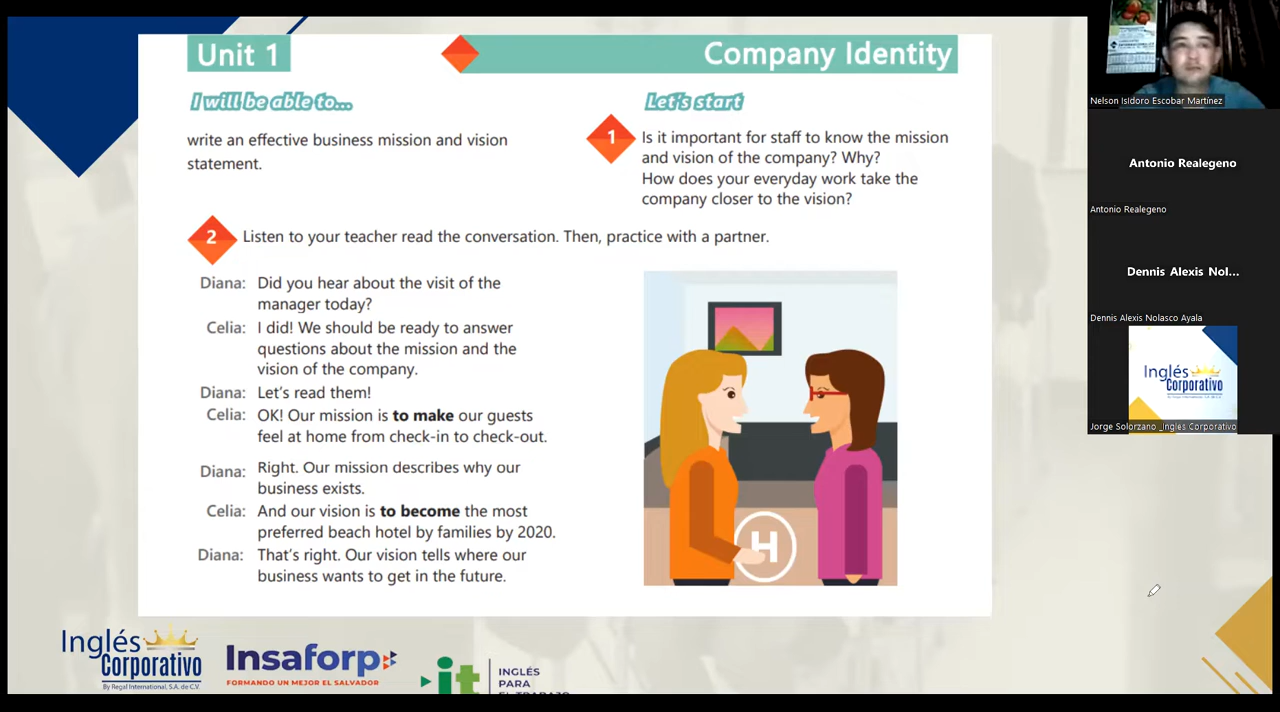 Unit 1
Company Identity
I will be able to...
write an effective business mission and vision
statement.
Let's start
1
Is it important for staff to know the mission
and vision of the company? Why?
How does your everyday work take the
company closer to the vision?
2
Listen to your teacher read the conversation. Then, practice with a partner.
Diana: Did you hear about the visit of the
manager today?
Celia: I did! We should be ready to answer
questions about the mission and the
vision of the company.
Diana: Let's read them!
Celia: OK! Our mission is to make our guests
feel at home from check-in to check-out.
Diana: Right. Our mission describes why our
business exists.
Celia: And our vision is to become the most
preferred beach hotel by families by 2020.
Diana: That's right. Our vision tells where our
business wants to get in the future.
H
Inglés
Corporativo
By Regal International, S.A. de C.V.
Insaforp
FORMANDO UN MEJOR EL SALVADOR
it
INGLÉS
PARA
EL TRABAJO
Nelson Isidoro Escobar Martínez
Antonio Realegeno
Antonio Realegeno
Dennis Alexis Nol...
Dennis Alexis Nolasco Ayala
Inglés
Corporativo
Jorge Solorzano _Ingles Corporativo